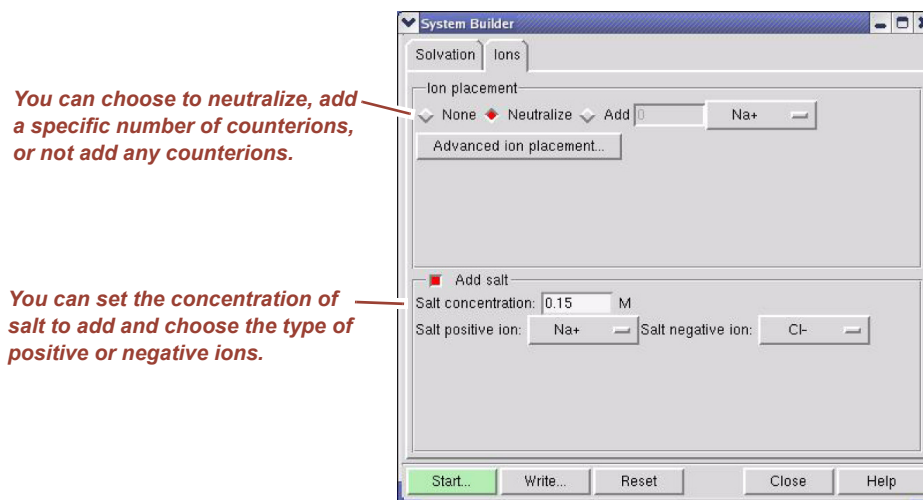 System Builder
Solvation Ions
Ion placement
You can choose to neutralize, add
a specific number of counterions,
or not add any counterions.
None Neutralize Add 0 Na+
Advanced ion placement...
Add salt
You can set the concentration of
salt to add and choose the type of
positive or negative ions.
Salt concentration: 0.15 M
Salt positive ion: Na+ Salt negative ion: Cl-
Start... Write... Reset Close Help